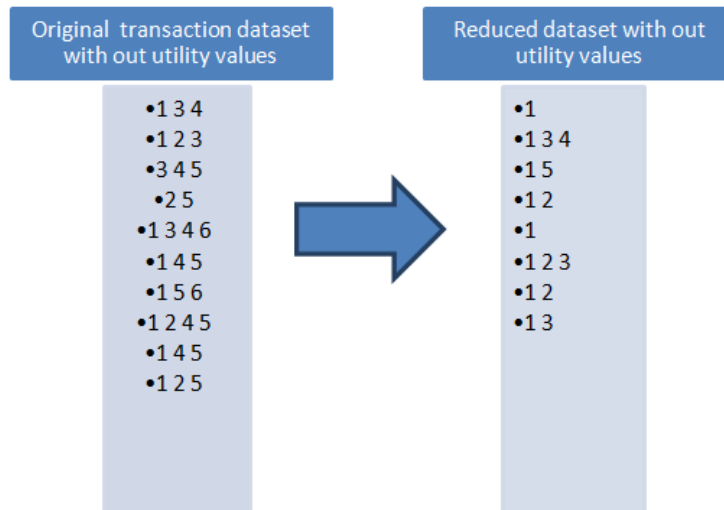 Original transaction dataset
with out utility values
•1 3 4
•1 2 3
•3 4 5
•2 5
•1 3 4 6
•1 4 5
•1 5 6
•1 2 4 5
•1 4 5
•1 2 5
Reduced dataset with out
utility values
•1
•1 3 4
•1 5
•1 2
•1
•1 2 3
•1 2
•1 3